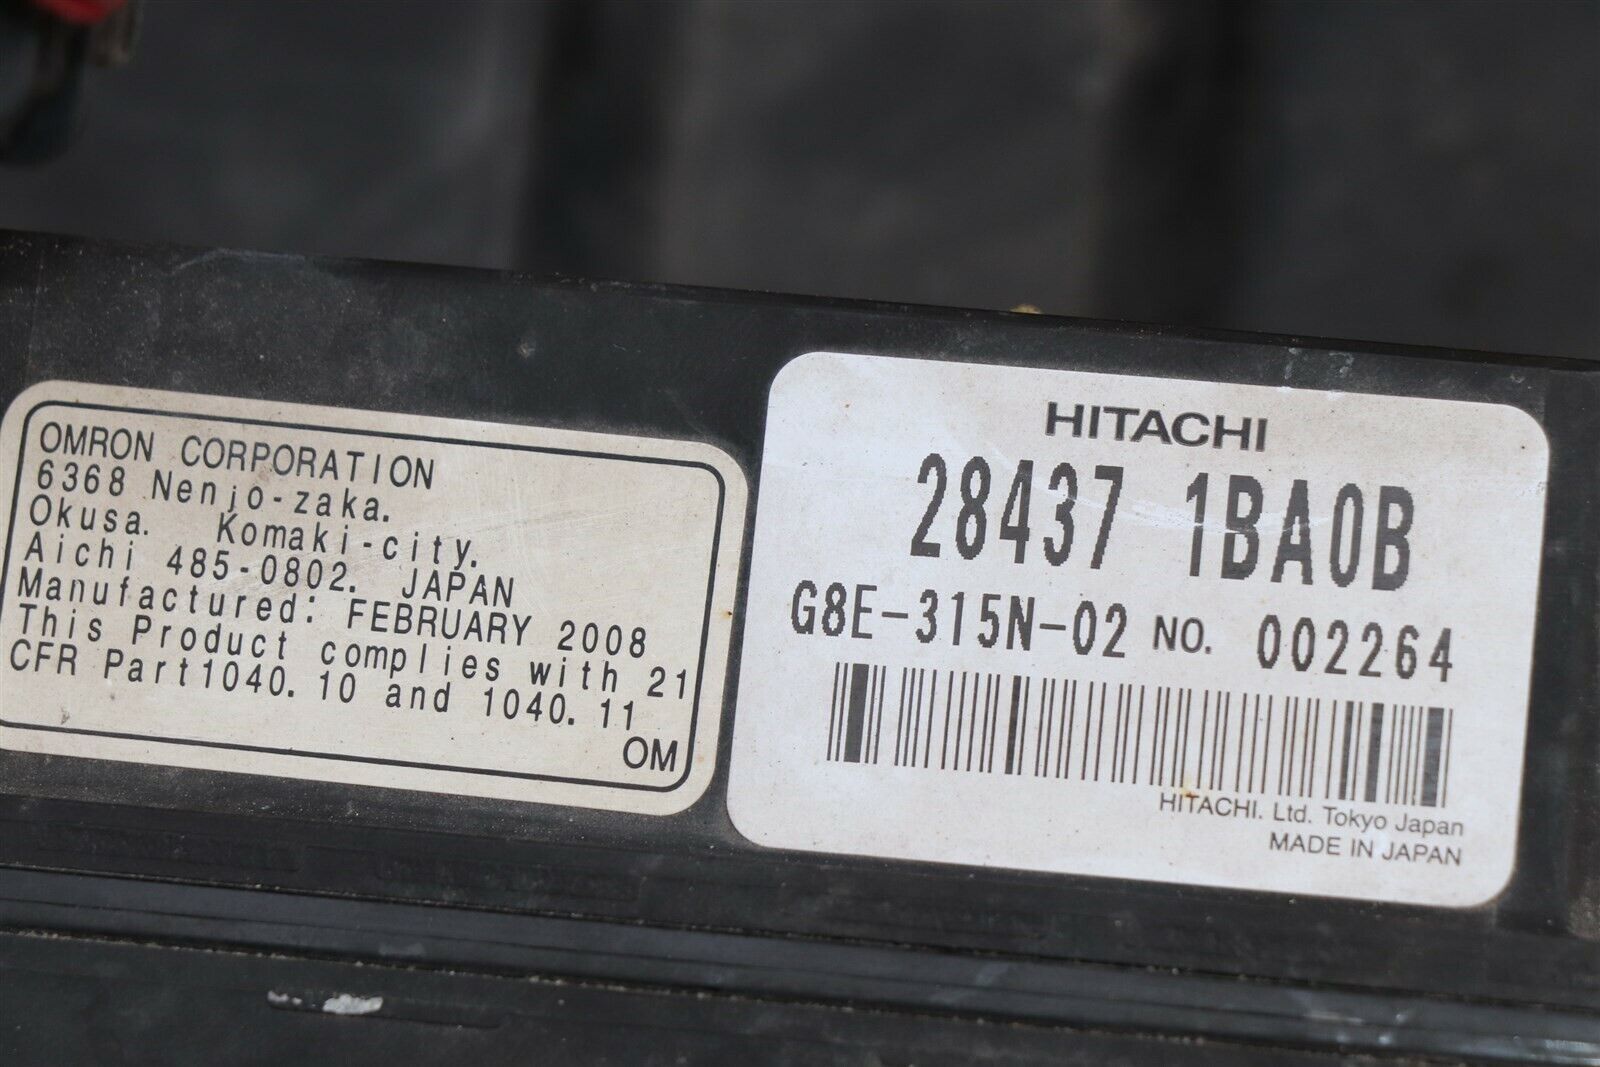 OMRON CORPORATION
6368 Nenjo-zaka.
Okusa. Komaki-city.
Aichi 485-0802. JAPAN
Manufactured: FEBRUARY 2008
This Product complies with 21
CFR Part1040.10 and 1040.11
OM
HITACHI
28437 1BA0B
G8E-315N-02 NO. 002264
HITACHI. Ltd. Tokyo Japan
MADE IN JAPAN